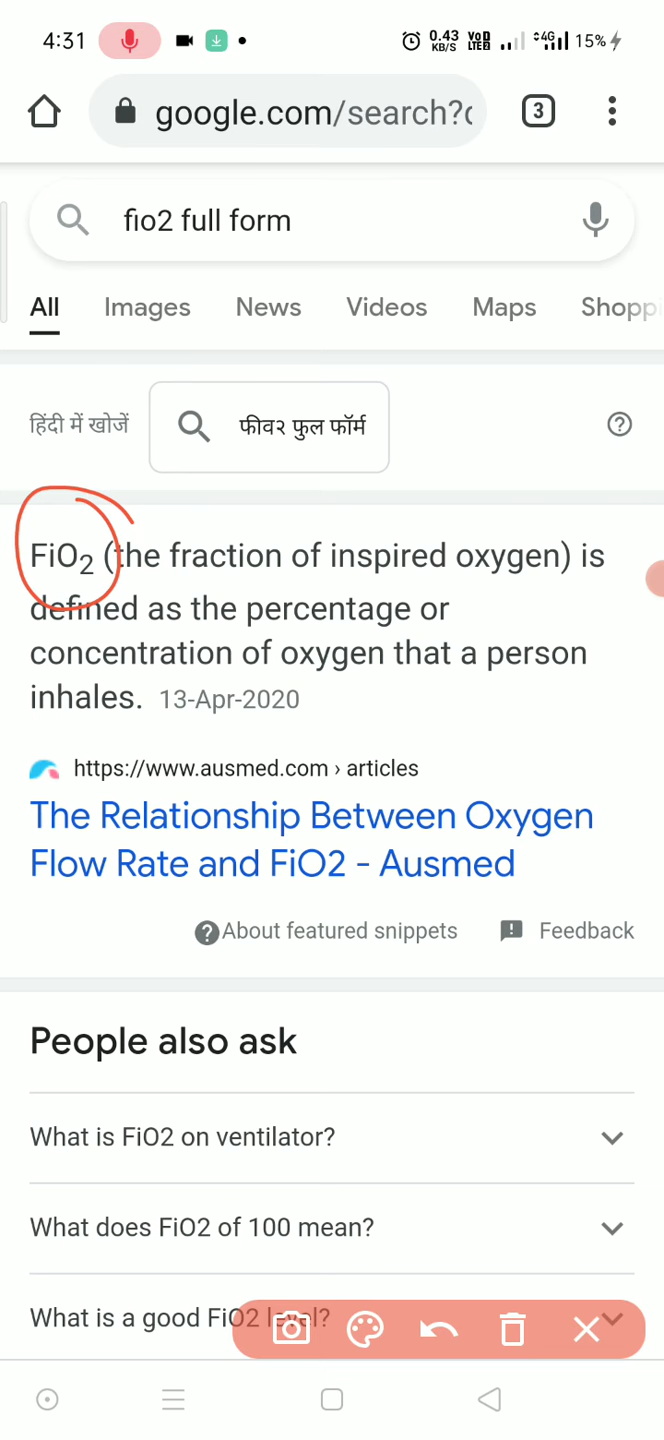 4:31 0.43 KB/S VoD LTE2 4G 15%
google.com/search?c 3
fio2 full form
All Images News Videos Maps Shoppi
हिंदी में खोजें फीव२ फुल फॉर्म
FiO2 (the fraction of inspired oxygen) is
defined as the percentage or
concentration of oxygen that a person
inhales. 13-Apr-2020
https://www.ausmed.com › articles
The Relationship Between Oxygen
Flow Rate and FiO2 - Ausmed
About featured snippets Feedback
People also ask
What is FiO2 on ventilator?
What does FiO2 of 100 mean?
What is a good FiO2 level?